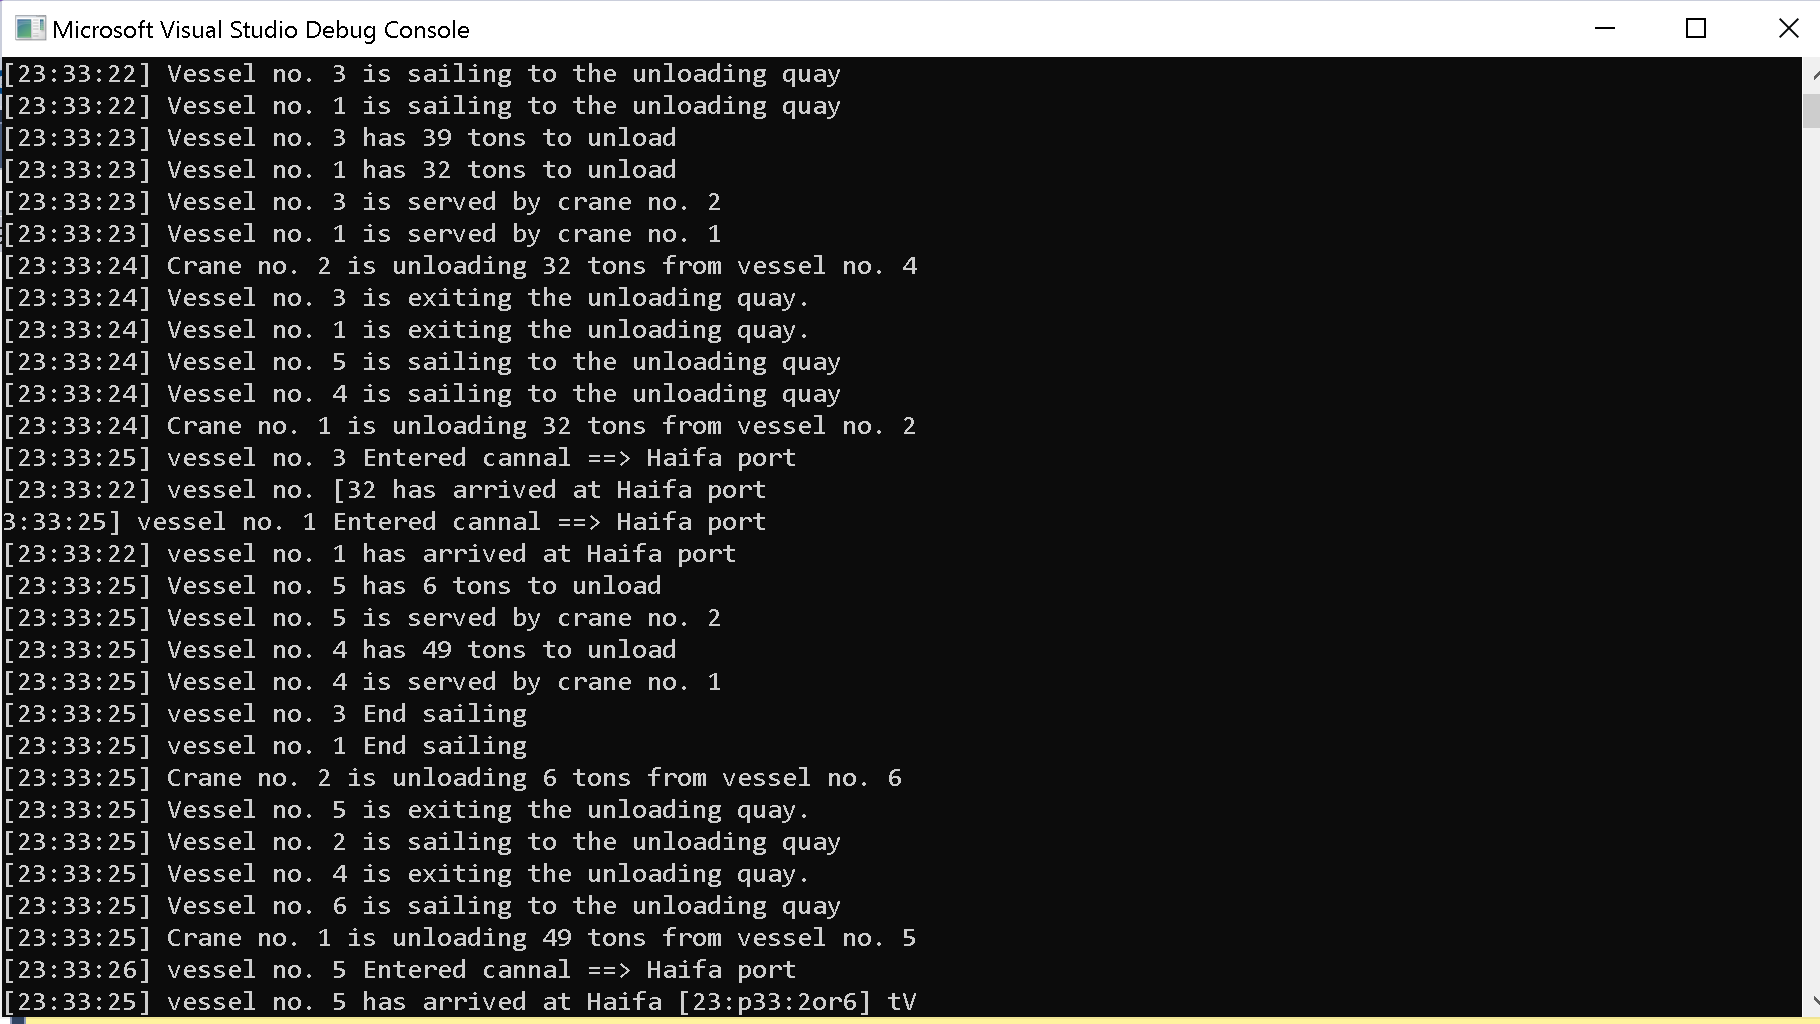 Microsoft Visual Studio Debug Console
[23:33:22] Vessel no. 3 is sailing to the unloading quay
[23:33:22] Vessel no. 1 is sailing to the unloading quay
[23:33:23] Vessel no. 3 has 39 tons to unload
[23:33:23] Vessel no. 1 has 32 tons to unload
[23:33:23] Vessel no. 3 is served by crane no. 2
[23:33:23] Vessel no. 1 is served by crane no. 1
[23:33:24] Crane no. 2 is unloading 32 tons from vessel no. 4
[23:33:24] Vessel no. 3 is exiting the unloading quay.
[23:33:24] Vessel no. 1 is exiting the unloading quay.
[23:33:24] Vessel no. 5 is sailing to the unloading quay
[23:33:24] Vessel no. 4 is sailing to the unloading quay
[23:33:24] Crane no. 1 is unloading 32 tons from vessel no. 2
[23:33:25] vessel no. 3 Entered cannal ==> Haifa port
[23:33:22] vessel no. [32 has arrived at Haifa port
3:33:25] vessel no. 1 Entered cannal ==> Haifa port
[23:33:22] vessel no. 1 has arrived at Haifa port
[23:33:25] Vessel no. 5 has 6 tons to unload
[23:33:25] Vessel no. 5 is served by crane no. 2
[23:33:25] Vessel no. 4 has 49 tons to unload
[23:33:25] Vessel no. 4 is served by crane no. 1
[23:33:25] vessel no. 3 End sailing
[23:33:25] vessel no. 1 End sailing
[23:33:25] Crane no. 2 is unloading 6 tons from vessel no. 6
[23:33:25] Vessel no. 5 is exiting the unloading quay.
[23:33:25] Vessel no. 2 is sailing to the unloading quay
[23:33:25] Vessel no. 4 is exiting the unloading quay.
[23:33:25] Vessel no. 6 is sailing to the unloading quay
[23:33:25] Crane no. 1 is unloading 49 tons from vessel no. 5
[23:33:26] vessel no. 5 Entered cannal ==> Haifa port
[23:33:25] vessel no. 5 has arrived at Haifa [23:p33:2or6] tV